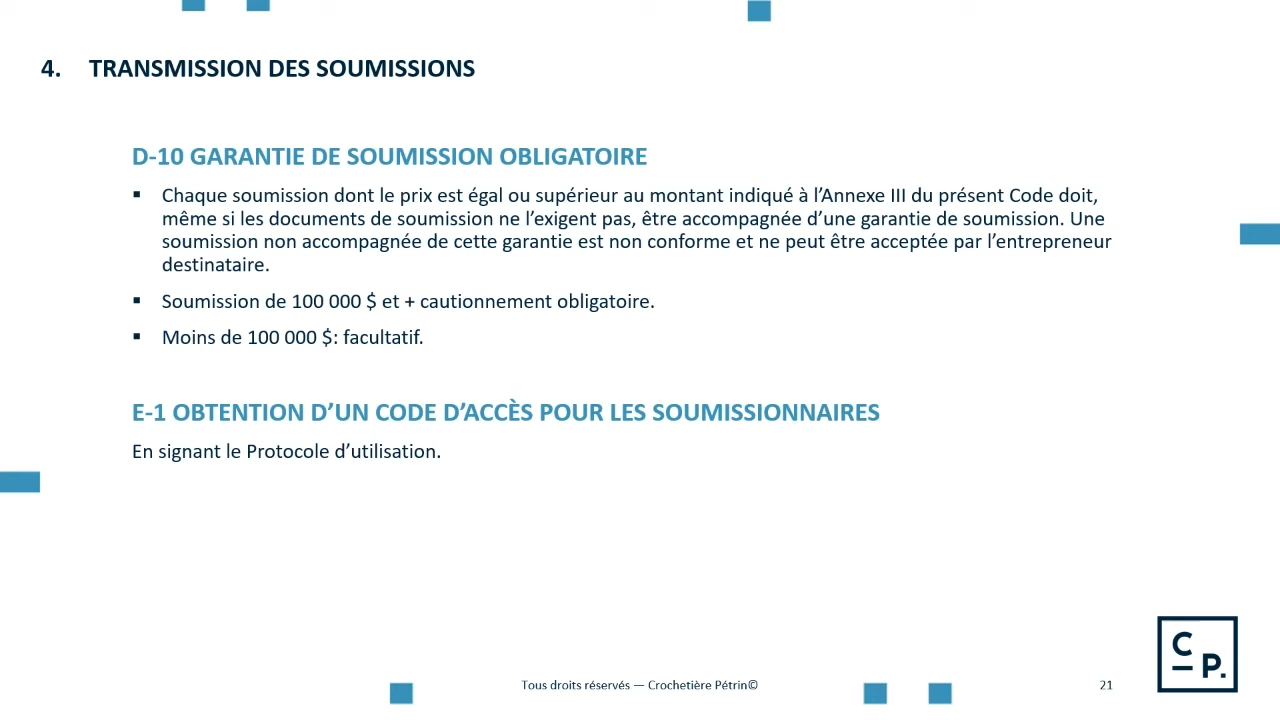 4. TRANSMISSION DES SOUMISSIONS
D-10 GARANTIE DE SOUMISSION OBLIGATOIRE
▪ Chaque soumission dont le prix est égal ou supérieur au montant indiqué à l’Annexe III du présent Code doit,
même si les documents de soumission ne l’exigent pas, être accompagnée d’une garantie de soumission. Une
soumission non accompagnée de cette garantie est non conforme et ne peut être acceptée par l’entrepreneur
destinataire.
▪ Soumission de 100 000 $ et + cautionnement obligatoire.
▪ Moins de 100 000 $: facultatif.
E-1 OBTENTION D’UN CODE D’ACCÈS POUR LES SOUMISSIONNAIRES
En signant le Protocole d’utilisation.
C
P.
Tous droits réservés — Crochetière Pétrin©
21